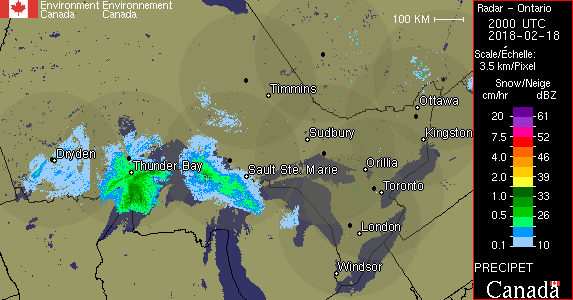 Environment Environnement
Canada Canada
100 KM
Radar - Ontario
2000 UTC
2018-02-18
Scale/Échelle:
3.5 km/Pixel
Snow/Neige
cm/hr dBZ
20 61
7.5 52
4.0 46
2.0 39
1.0 33
0.5 26
0.1 10
PRECIPET
Canada
Timmins
Ottawa
Sudbury
Kingston
Dryden
Thunder Bay
Sault Ste. Marie
Orillia
Toronto
London
Windsor